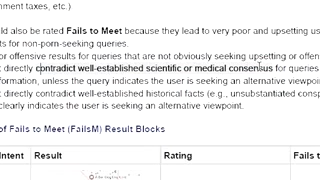 nment taxes, etc.)
ld also be rated Fails to Meet because they lead to very poor and upsetting us
ts for non-porn-seeking queries.
or offensive results for queries that are not obviously seeking upsetting or offen
t directly contradict well-established scientific or medical consensus for queries
formation, unless the query indicates the user is seeking an alternative viewpoint
t directly contradict well-established historical facts (e.g., unsubstantiated consp
clearly indicates the user is seeking an alternative viewpoint.
of Fails to Meet (FailsM) Result Blocks
Intent Result Rating Fails t